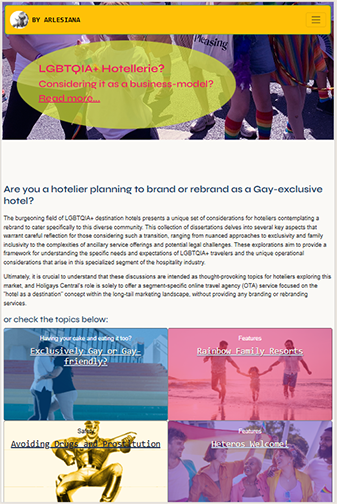 BY ARLESIANA
Pleasing
LGBTQIA+ Hotellerie?
Considering it as a business-model?
Read more...
Are you a hotelier planning to brand or rebrand as a Gay-exclusive
hotel?
The burgeoning field of LGBTQIA+ destination hotels presents a unique set of considerations for hoteliers contemplating a
rebrand to cater specifically to this diverse community. This collection of dissertations delves into several key aspects that
warrant careful reflection for those considering such a transition, ranging from nuanced approaches to exclusivity and family
inclusivity to the complexities of ancillary service offerings and potential legal challenges. These explorations aim to provide a
framework for understanding the specific needs and expectations of LGBTQIA+ travelers and the unique operational
considerations that arise in this specialized segment of the hospitality industry.
Ultimately, it is crucial to understand that these discussions are intended as thought-provoking topics for hoteliers exploring this
market, and Holigays Central's role is solely to offer a segment-specific online travel agency (OTA) service focused on the
"hotel as a destination" concept within the long-tail marketing landscape, without providing any branding or rebranding
services.
or check the topics below:
Having your cake and eating it too?
Exclusively Gay or Gay-
friendly?
Features
Rainbow Family Resorts
Safety
Avoiding Drugs and Prostitution
Features
Heteros Welcome!